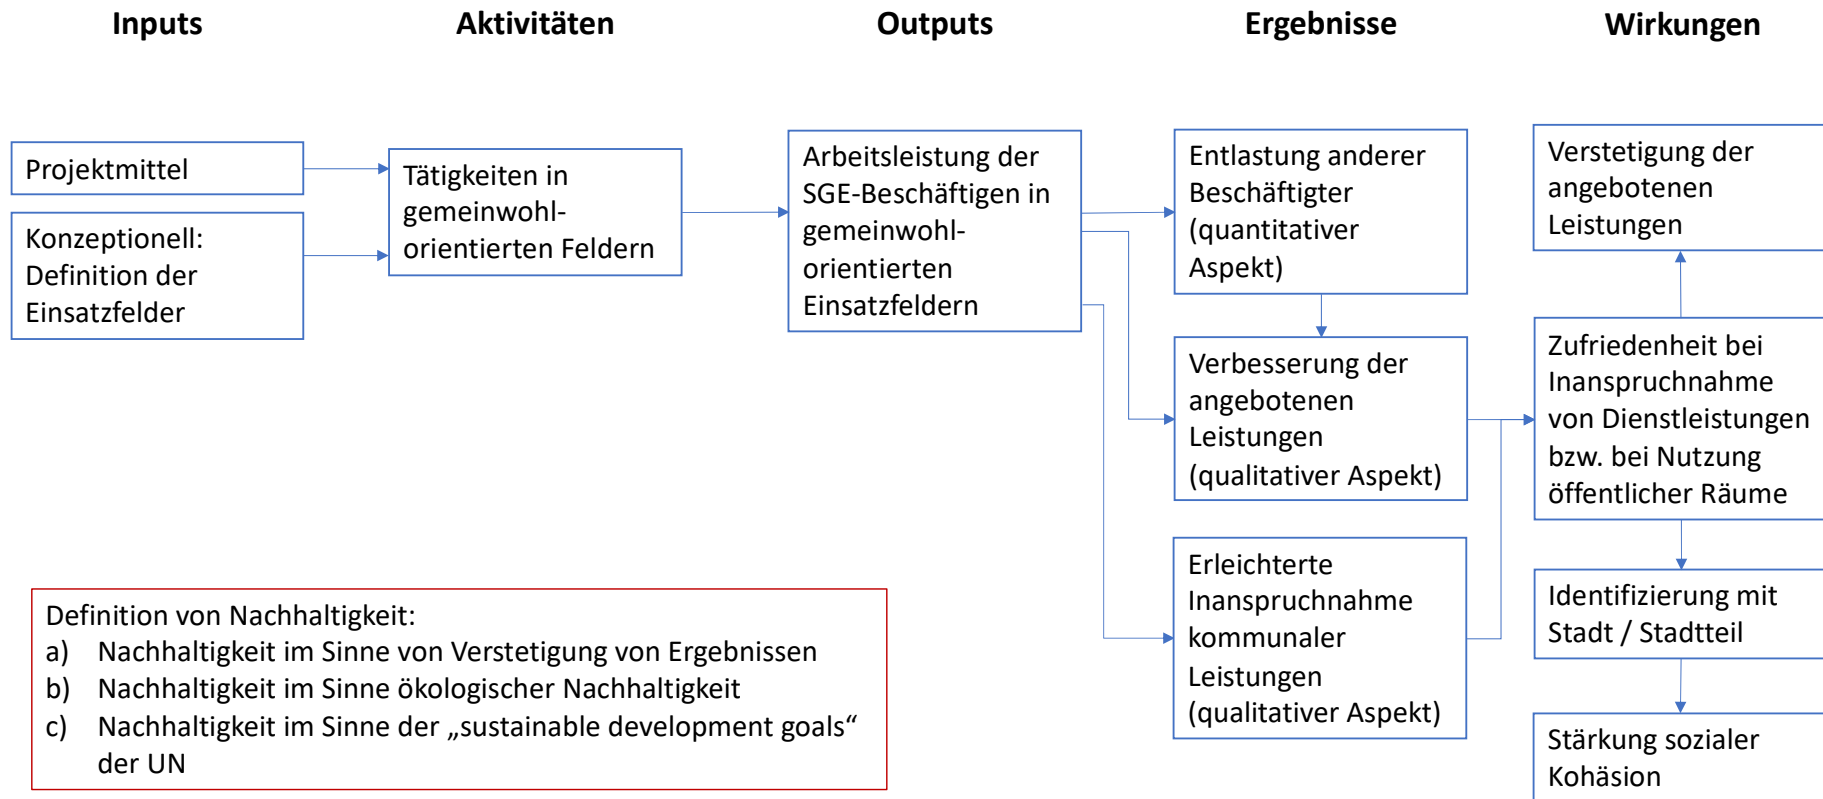 Inputs
Aktivitäten
Outputs
Ergebnisse
Wirkungen
Projektmittel
Konzeptionell:
Definition der
Einsatzfelder
Tätigkeiten in
gemeinwohl-
orientierten Feldern
Arbeitsleistung der
SGE-Beschäftigen in
gemeinwohl-
orientierten
Einsatzfeldern
Entlastung anderer
Beschäftigter
(quantitativer
Aspekt)
Verbesserung der
angebotenen
Leistungen
(qualitativer Aspekt)
Erleichterte
Inanspruchnahme
kommunaler
Leistungen
(qualitativer Aspekt)
Verstetigung der
angebotenen
Leistungen
Zufriedenheit bei
Inanspruchnahme
von Dienstleistungen
bzw. bei Nutzung
öffentlicher Räume
Identifizierung mit
Stadt / Stadtteil
Stärkung sozialer
Kohäsion
Definition von Nachhaltigkeit:
a) Nachhaltigkeit im Sinne von Verstetigung von Ergebnissen
b) Nachhaltigkeit im Sinne ökologischer Nachhaltigkeit
c) Nachhaltigkeit im Sinne der „sustainable development goals“
der UN